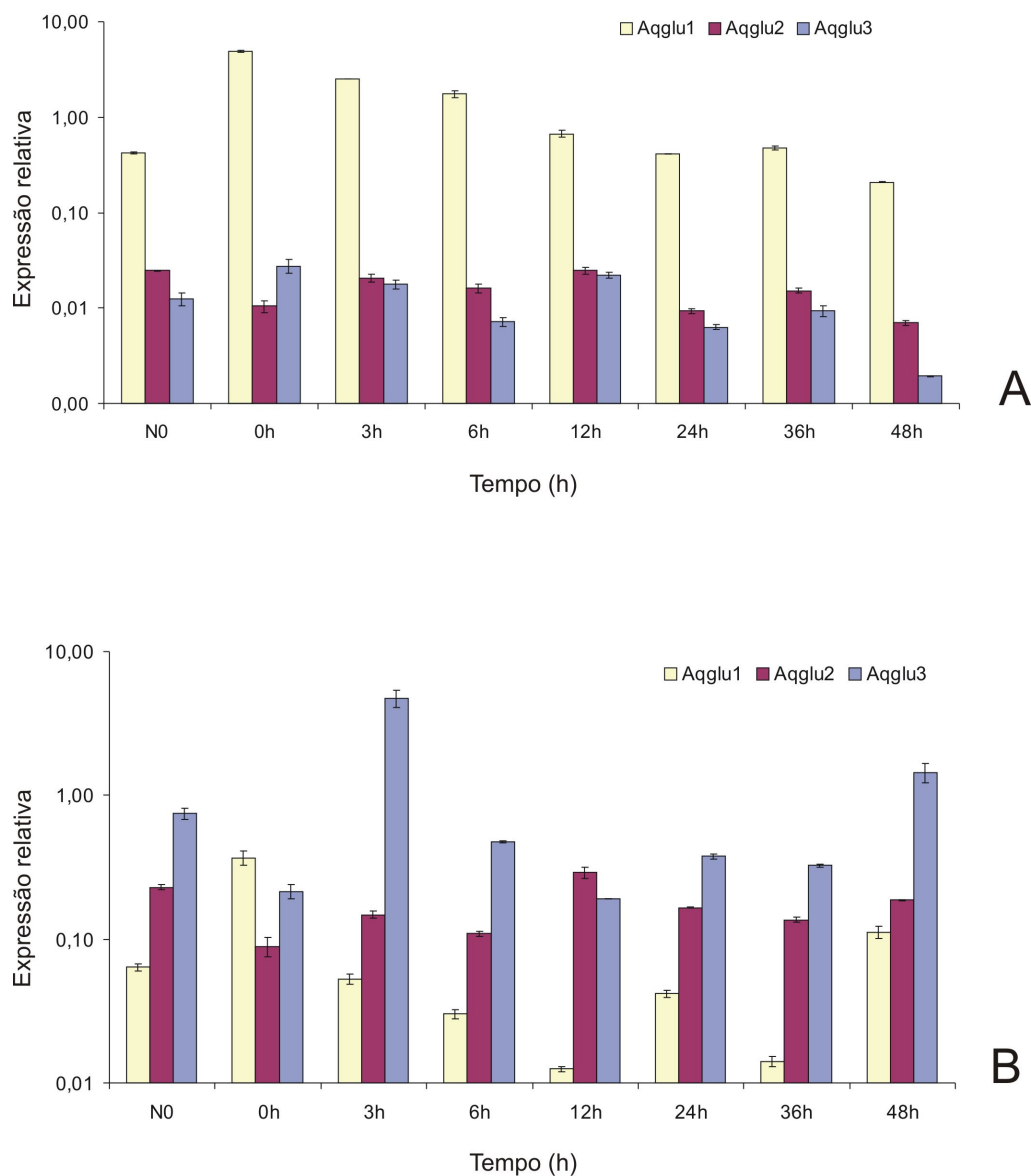 Aqglu1 Aqglu2 Aqglu3
Expressão relativa
10,00
1,00
0,10
0,01
0,00
N0 0h 3h 6h 12h 24h 36h 48h
Tempo (h)
A
Aqglu1 Aqglu2 Aqglu3
Expressão relativa
10,00
1,00
0,10
0,01
N0 0h 3h 6h 12h 24h 36h 48h
Tempo (h)
B